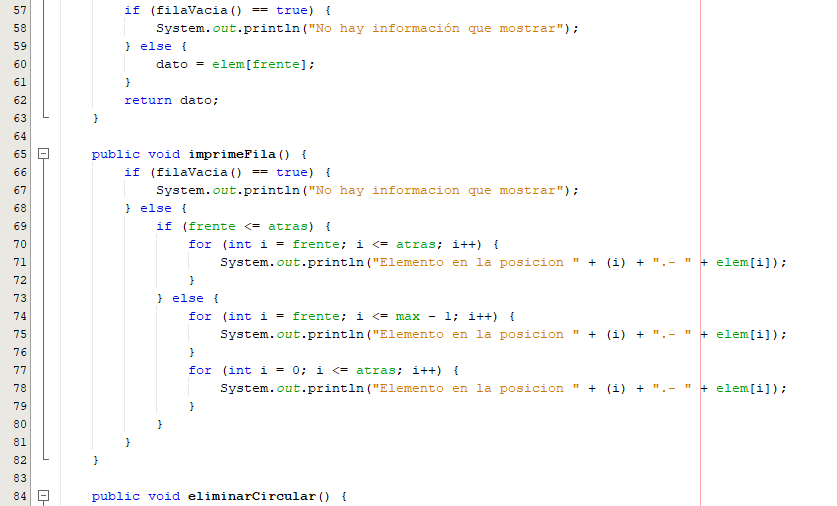 57 if (filaVacia() == true) {
58 System.out.println("No hay información que mostrar");
59 } else {
60 dato = elem[frente];
61 }
62 return dato;
63 }
64
65 public void imprimeFila() {
66 if (filaVacia() == true) {
67 System.out.println("No hay informacion que mostrar");
68 } else {
69 if (frente <= atras) {
70 for (int i = frente; i <= atras; i++) {
71 System.out.println("Elemento en la posicion " + (i) + ".- " + elem[i]);
72 }
73 } else {
74 for (int i = frente; i <= max - 1; i++) {
75 System.out.println("Elemento en la posicion " + (i) + ".- " + elem[i]);
76 }
77 for (int i = 0; i <= atras; i++) {
78 System.out.println("Elemento en la posicion " + (i) + ".- " + elem[i]);
79 }
80 }
81 }
82 }
83
84 public void eliminarCircular() {